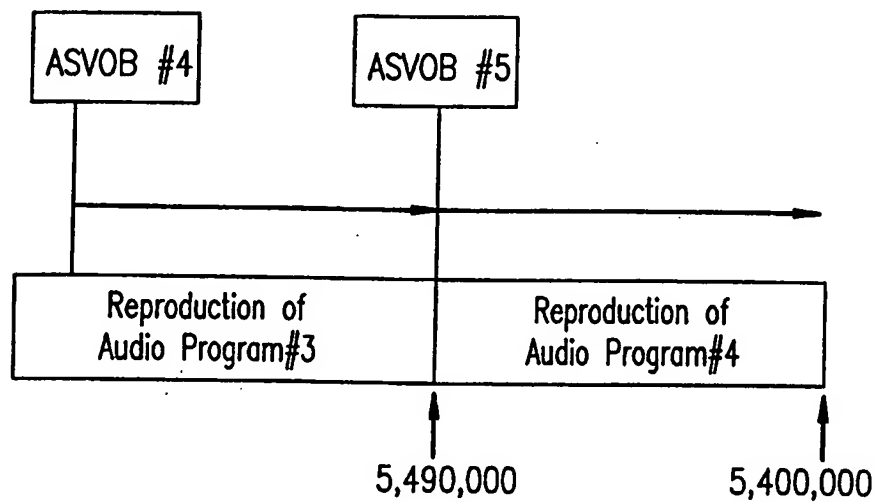 ASVOB #4
ASVOB #5
Reproduction of
Audio Program#3
Reproduction of
Audio Program#4
5,490,000
5,400,000